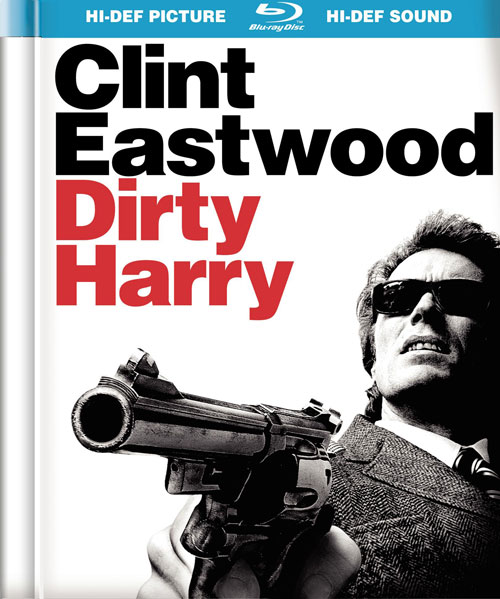 HI-DEF PICTURE Blu-ray Disc HI-DEF SOUND
Clint
Eastwood
Dirty
Harry